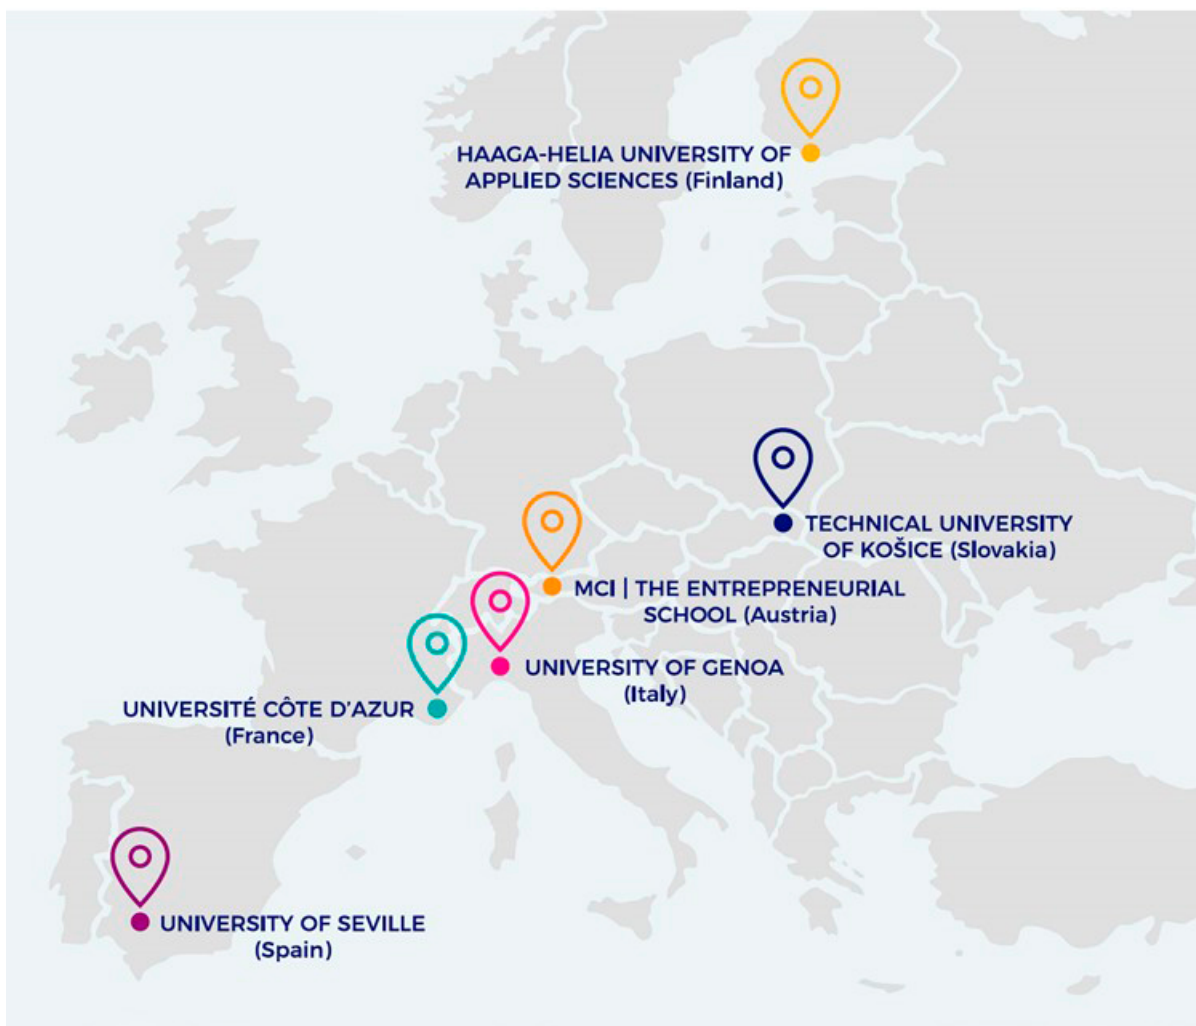 HAAGA-HELIA UNIVERSITY OF
APPLIED SCIENCES (Finland)
TECHNICAL UNIVERSITY
OF KOŠICE (Slovakia)
MCI | THE ENTREPRENEURIAL
SCHOOL (Austria)
UNIVERSITY OF GENOA
(Italy)
UNIVERSITÉ CÔTE D'AZUR
(France)
UNIVERSITY OF SEVILLE
(Spain)